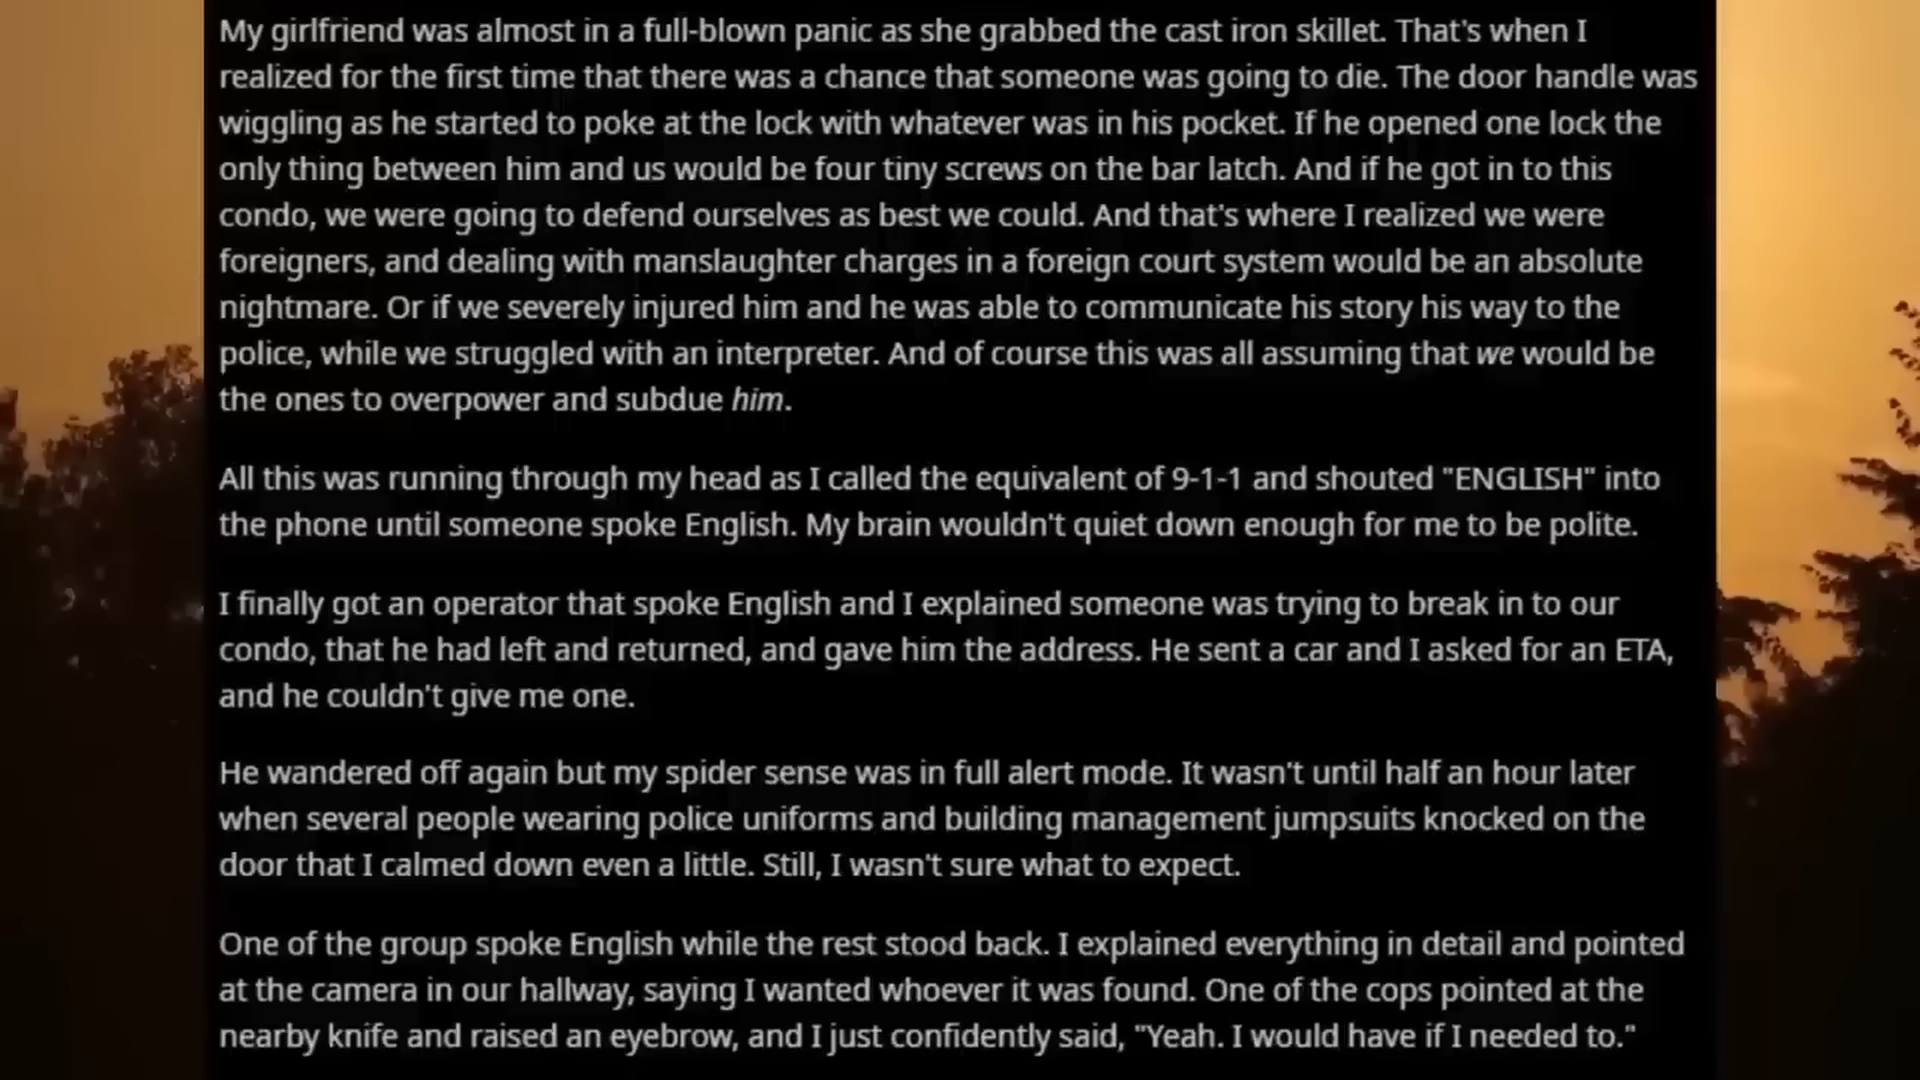 My girlfriend was almost in a full-blown panic as she grabbed the cast iron skillet. That's when I
realized for the first time that there was a chance that someone was going to die. The door handle was
wiggling as he started to poke at the lock with whatever was in his pocket. If he opened one lock the
only thing between him and us would be four tiny screws on the bar latch. And if he got in to this
condo, we were going to defend ourselves as best we could. And that's where I realized we were
foreigners, and dealing with manslaughter charges in a foreign court system would be an absolute
nightmare. Or if we severely injured him and he was able to communicate his story his way to the
police, while we struggled with an interpreter. And of course this was all assuming that we would be
the ones to overpower and subdue him.
All this was running through my head as I called the equivalent of 9-1-1 and shouted "ENGLISH" into
the phone until someone spoke English. My brain wouldn't quiet down enough for me to be polite.
I finally got an operator that spoke English and I explained someone was trying to break in to our
condo, that he had left and returned, and gave him the address. He sent a car and I asked for an ETA,
and he couldn't give me one.
He wandered off again but my spider sense was in full alert mode. It wasn't until half an hour later
when several people wearing police uniforms and building management jumpsuits knocked on the
door that I calmed down even a little. Still, I wasn't sure what to expect.
One of the group spoke English while the rest stood back. I explained everything in detail and pointed
at the camera in our hallway, saying I wanted whoever it was found. One of the cops pointed at the
nearby knife and raised an eyebrow, and I just confidently said, "Yeah. I would have if I needed to."